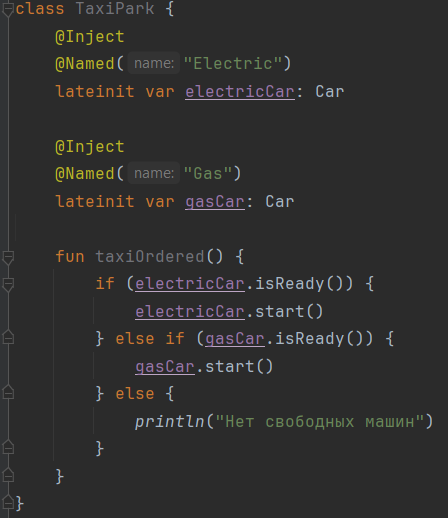 class TaxiPark {
@Inject
@Named( name: "Electric")
lateinit var electricCar: Car
@Inject
@Named( name: "Gas")
lateinit var gasCar: Car
fun taxiOrdered() {
if (electricCar.isReady()) {
electricCar.start()
} else if (gasCar.isReady()) {
gasCar.start()
} else {
println("Нет свободных машин")
}
}
}